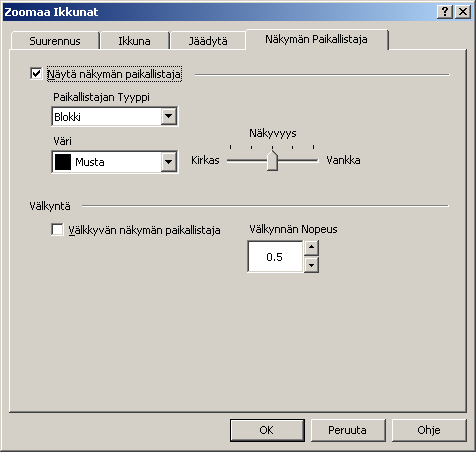 Zoomaa Ikkunat
Suurennus Ikkuna Jäädytä Näkymän Paikallistaja
Näytä näkymän paikallistaja
Paikallistajan Tyyppi
Blokki
Väri
Musta
Näkyvyys
Kirkas Vankka
Välkyntä
Välkkyvän näkymän paikallistaja
Välkynnän Nopeus
0.5
OK Peruuta Ohje